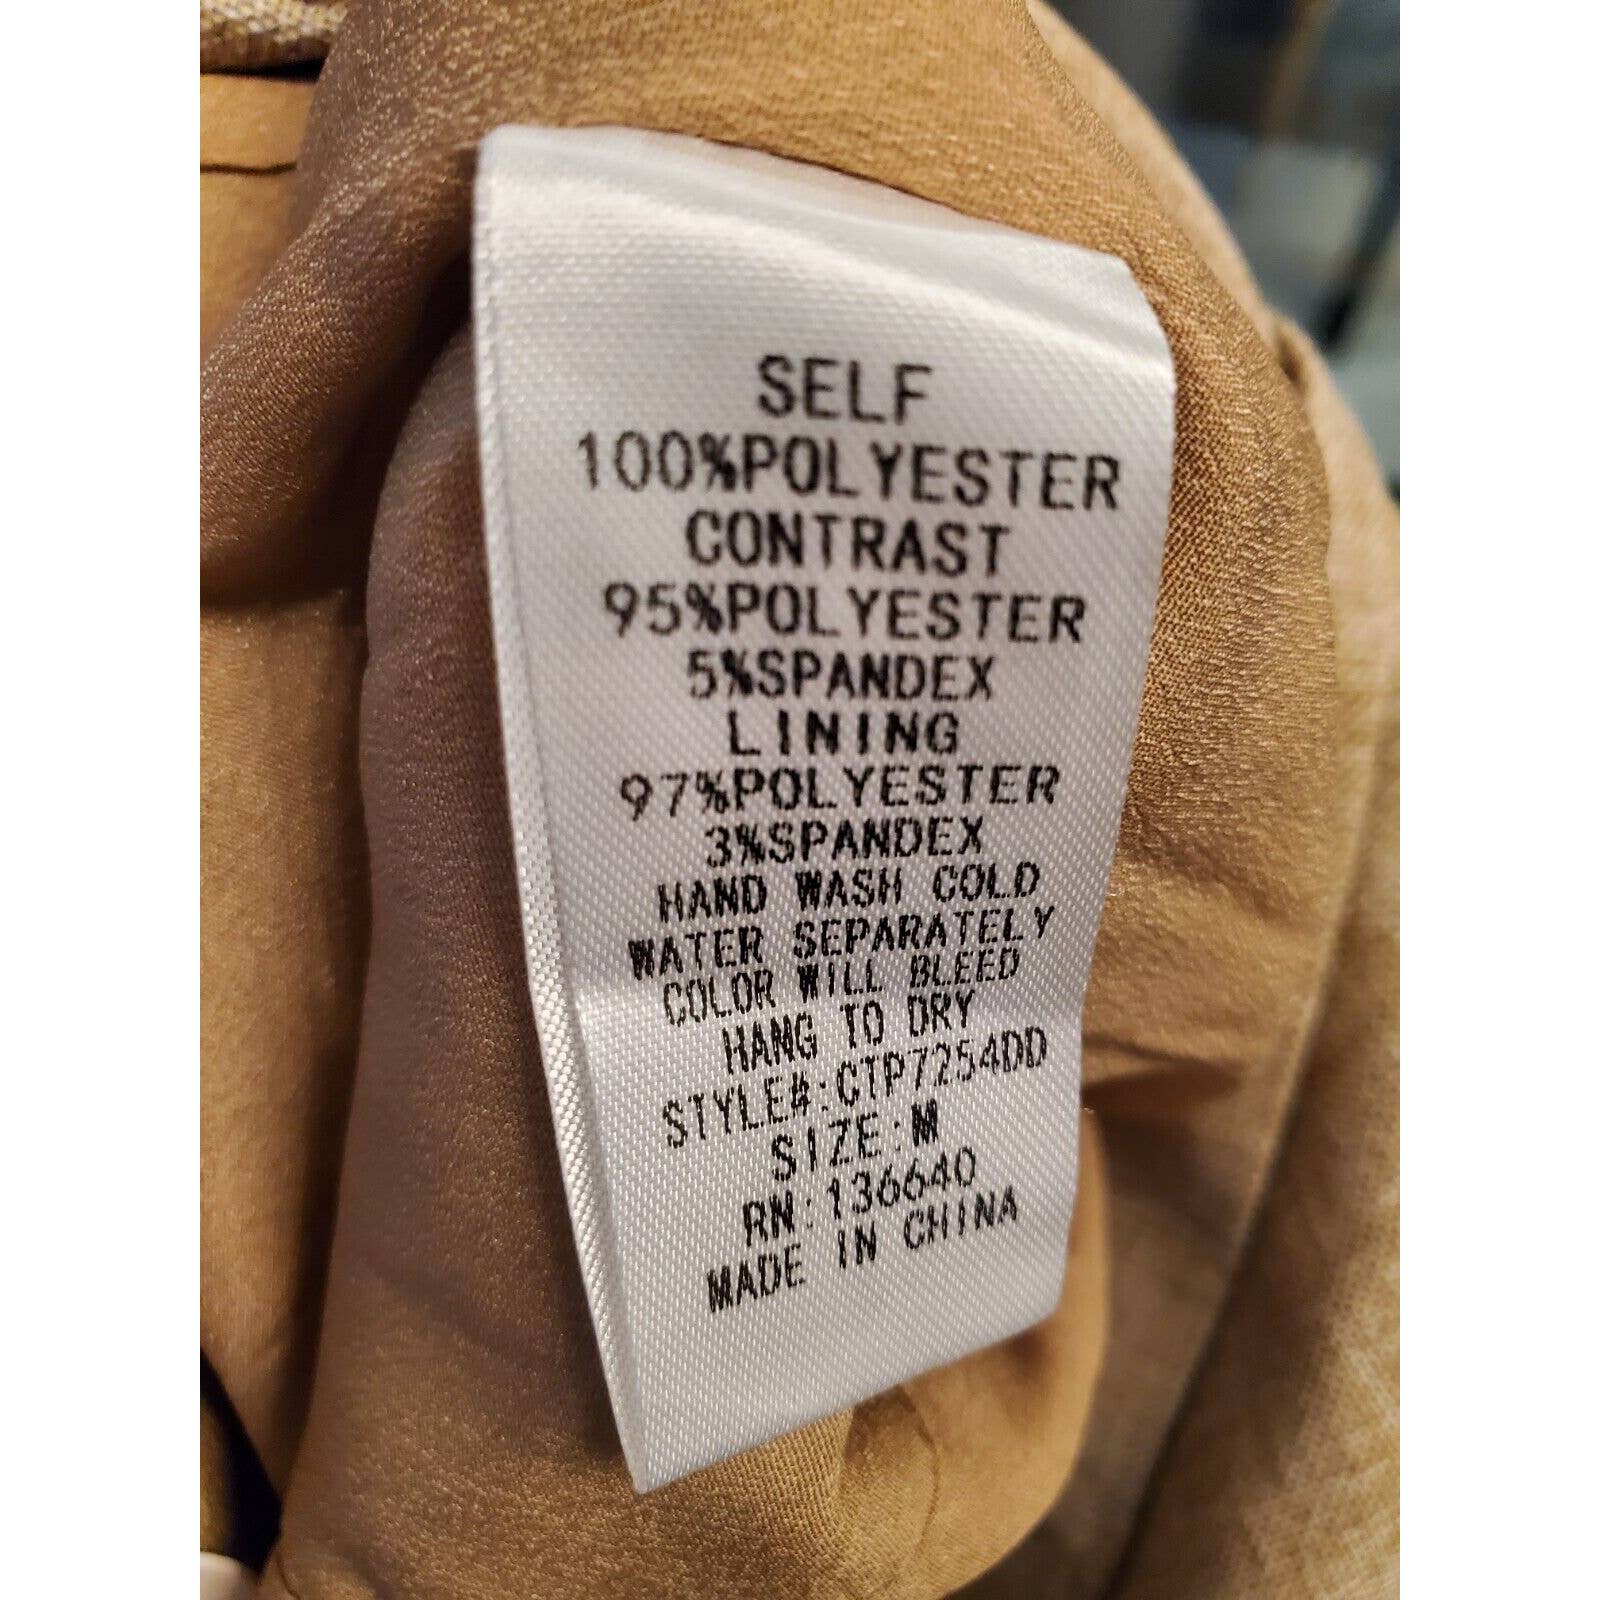 SELF
100%POLYESTER
CONTRAST
95%POLYESTER
5%SPANDEX
LINING
97%POLYESTER
3%SPANDEX
HAND WASH COLD
WATER SEPARATELY
COLOR WILL BLEED
HANG TO DRY
STYLE#:CTP7254DD
SIZE:M
RN:136640
MADE IN CHINA